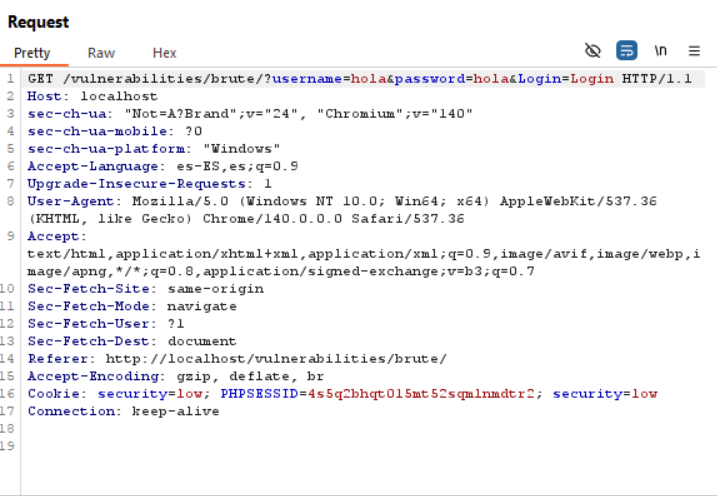 Request
Pretty Raw Hex \n
1 GET /vulnerabilities/brute/?username=hola&password=hola&Login=Login HTTP/1.1
2 Host: localhost
3 sec-ch-ua: "Not=A?Brand";v="24", "Chromium";v="140"
4 sec-ch-ua-mobile: ?0
5 sec-ch-ua-platform: "Windows"
6 Accept-Language: es-ES,es;q=0.9
7 Upgrade-Insecure-Requests: 1
8 User-Agent: Mozilla/5.0 (Windows NT 10.0; Win64; x64) AppleWebKit/537.36
(KHTML, like Gecko) Chrome/140.0.0.0 Safari/537.36
9 Accept:
text/html,application/xhtml+xml,application/xml;q=0.9,image/avif,image/webp,i
mage/apng,*/*;q=0.8,application/signed-exchange;v=b3;q=0.7
10 Sec-Fetch-Site: same-origin
11 Sec-Fetch-Mode: navigate
12 Sec-Fetch-User: ?1
13 Sec-Fetch-Dest: document
14 Referer: http://localhost/vulnerabilities/brute/
15 Accept-Encoding: gzip, deflate, br
16 Cookie: security=low; PHPSESSID=4s5q2bhqt0l5mt52sqmlnmdtr2; security=low
17 Connection: keep-alive
18
19